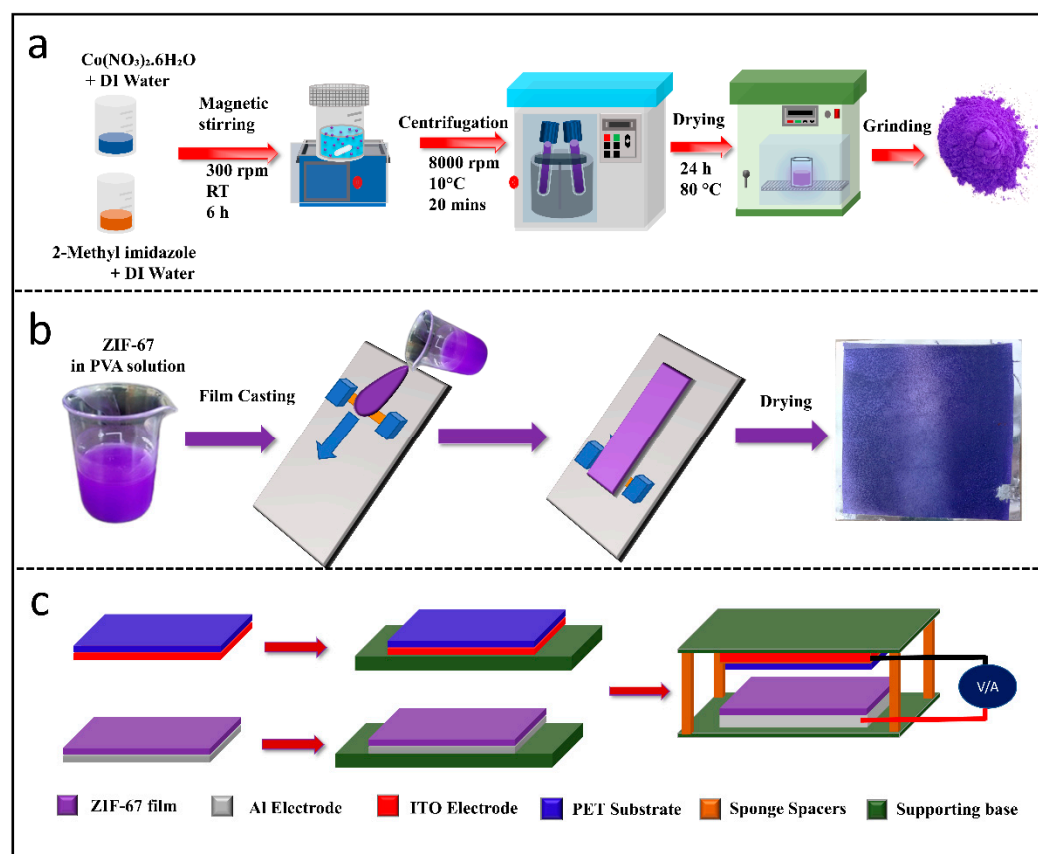 a
Co(NO₃)₂.6H₂O
+ DI Water
Magnetic
stirring
300 rpm
RT
6 h
2-Methyl imidazole
+ DI Water
Centrifugation
8000 rpm
10°C
20 mins
Drying
24 h
80 °C
Grinding
b
ZIF-67
in PVA solution
Film Casting
Drying
c
V/A
ZIF-67 film
Al Electrode
ITO Electrode
PET Substrate
Sponge Spacers
Supporting base